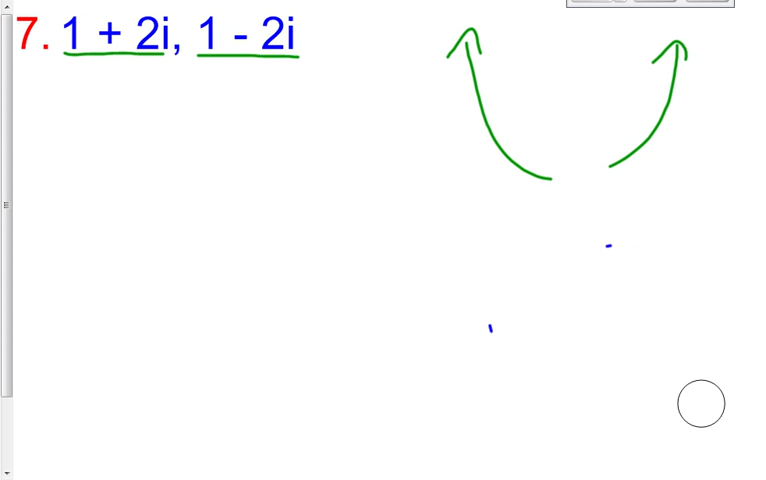 7. 1 + 2i, 1 - 2i